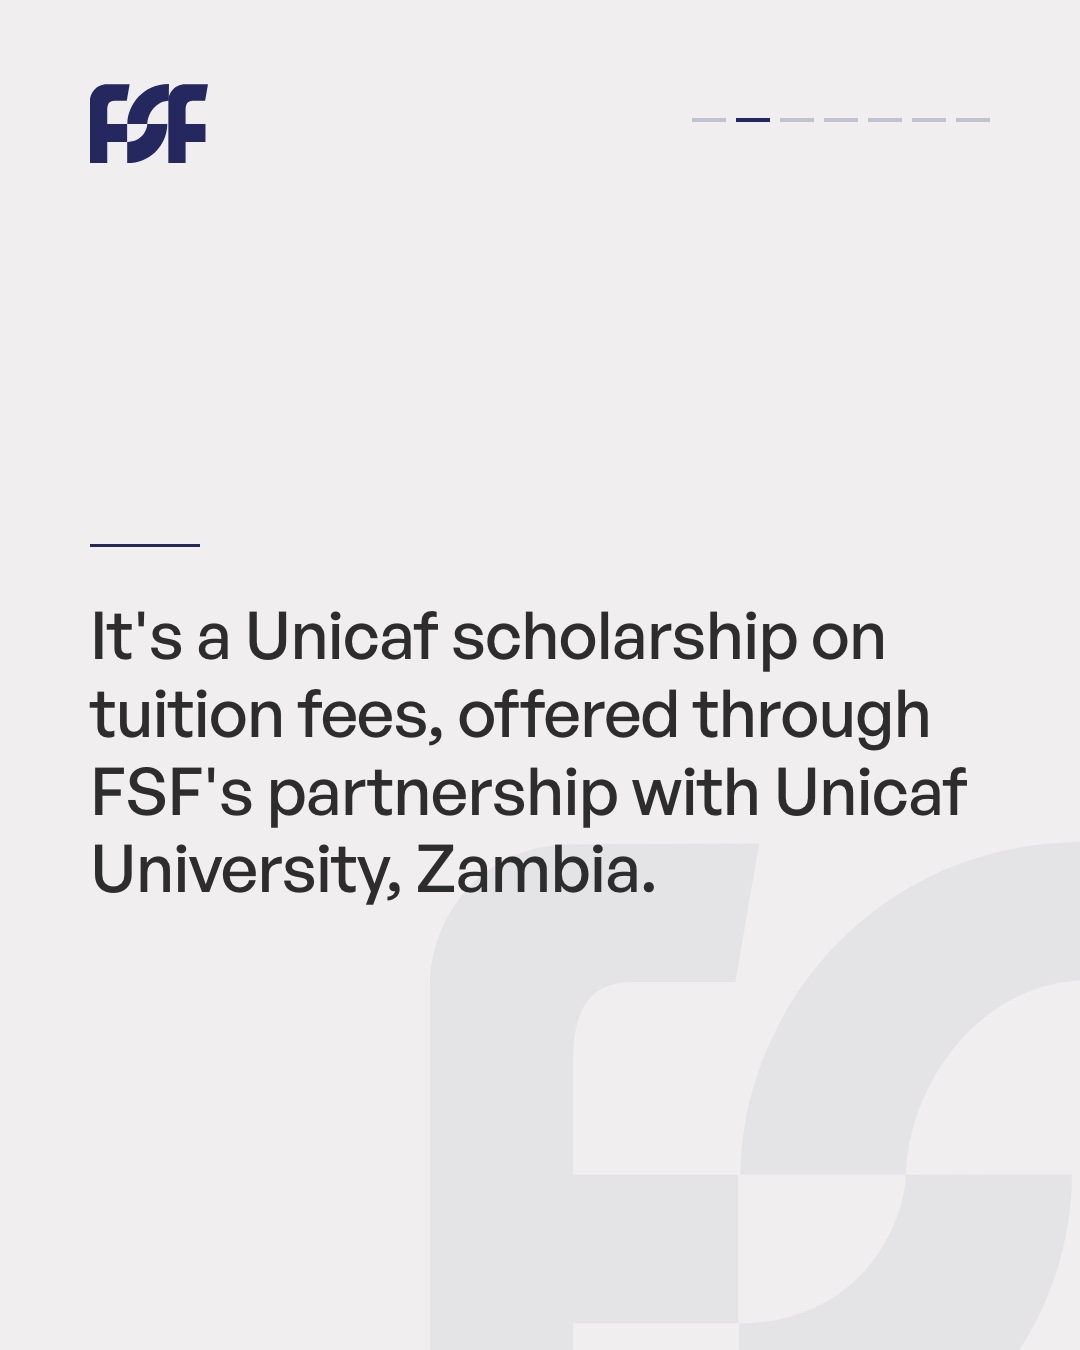 FSF
It's a Unicaf scholarship on
tuition fees, offered through
FSF's partnership with Unicaf
University, Zambia.